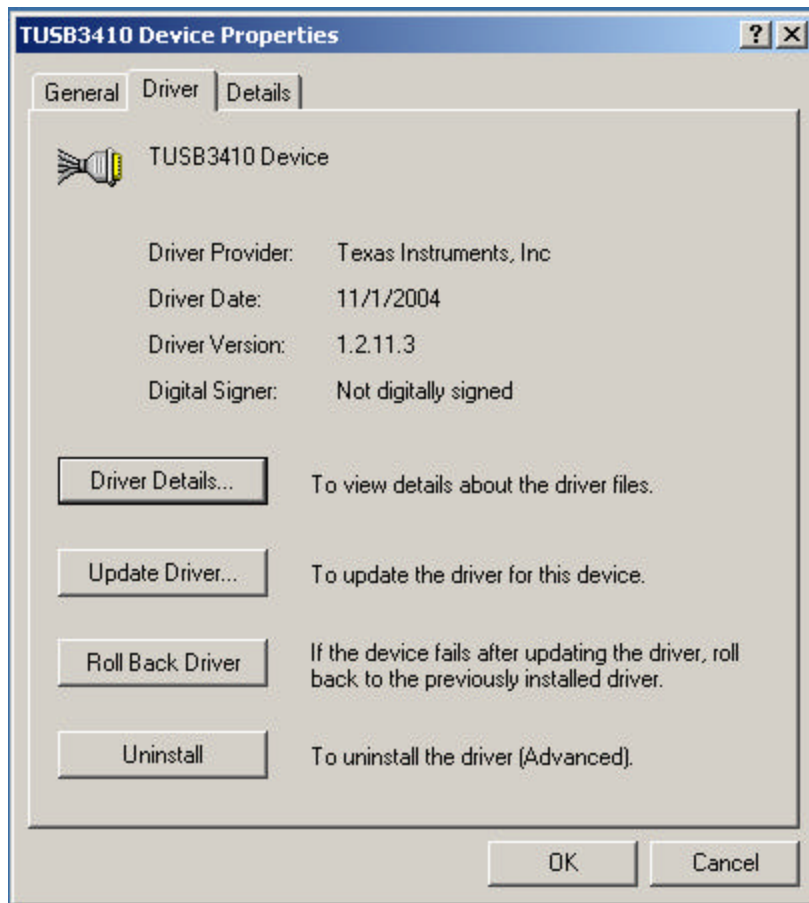 TUSB3410 Device Properties
General Driver Details
TUSB3410 Device
Driver Provider: Texas Instruments, Inc
Driver Date: 11/1/2004
Driver Version: 1.2.11.3
Digital Signer: Not digitally signed
Driver Details... To view details about the driver files.
Update Driver... To update the driver for this device.
Roll Back Driver If the device fails after updating the driver, roll
back to the previously installed driver.
Uninstall To uninstall the driver (Advanced).
OK Cancel